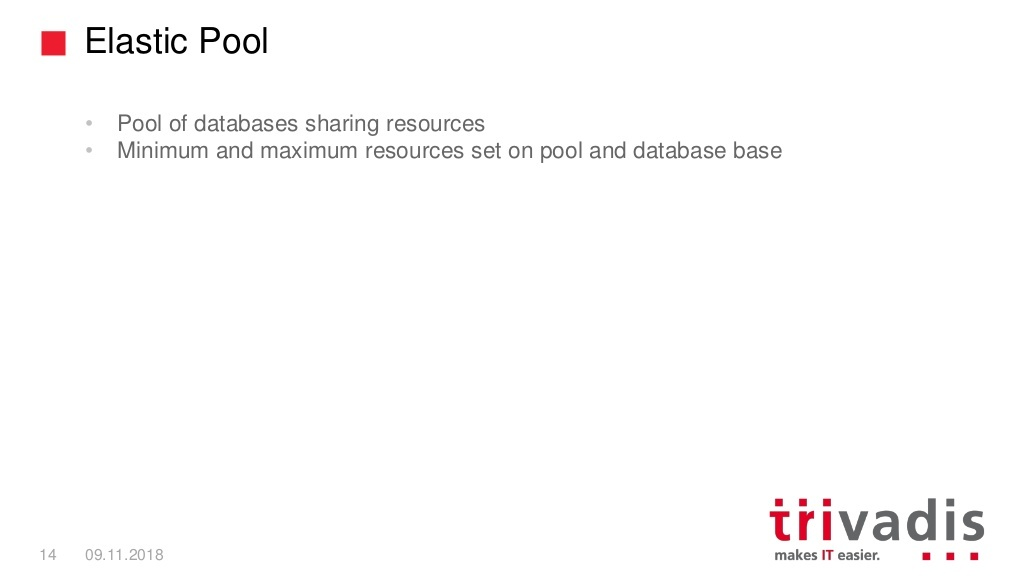 Elastic Pool
• Pool of databases sharing resources
• Minimum and maximum resources set on pool and database base
trivadis
makes IT easier.
14 09.11.2018